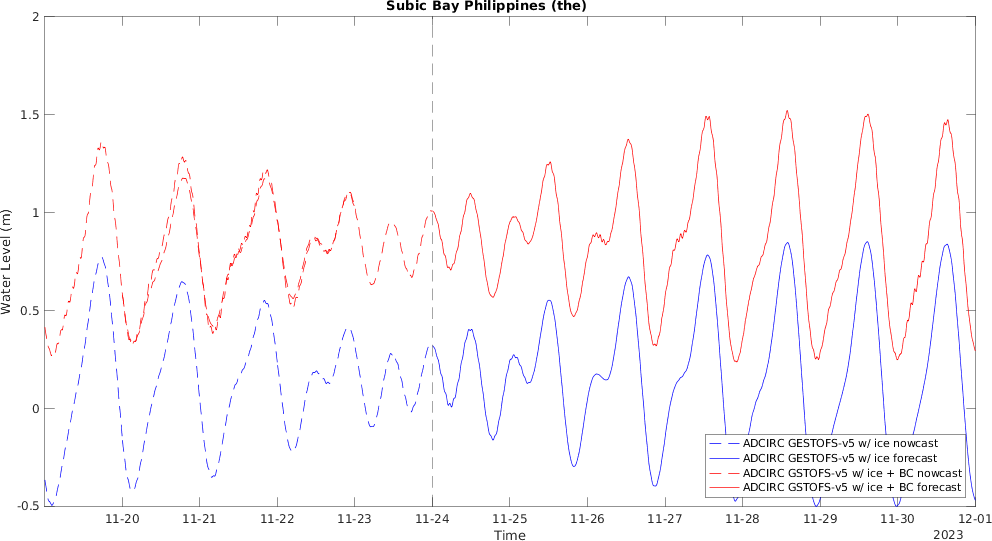 Subic Bay Philippines (the)
2
1.5
1
0.5
0
-0.5
Water Level (m)
ADCIRC GESTOFS-v5 w/ ice nowcast
ADCIRC GESTOFS-v5 w/ ice forecast
ADCIRC GSTOFS-v5 w/ ice + BC nowcast
ADCIRC GSTOFS-v5 w/ ice + BC forecast
11-20 11-21 11-22 11-23 11-24 11-25 11-26 11-27 11-28 11-29 11-30 12-01
Time
2023